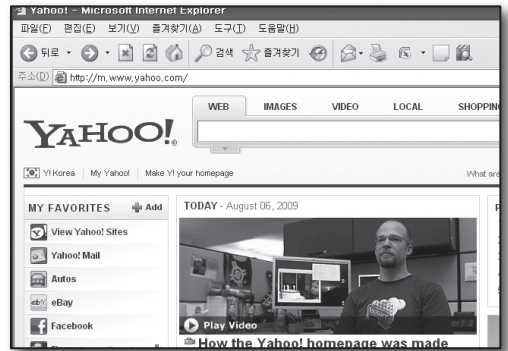 Yahoo! - Microsoft Internet Explorer
파일(F) 편집(E) 보기(V) 즐겨찾기(A) 도구(T) 도움말(H)
뒤로 검색 즐겨찾기
주소(D) http://m.www.yahoo.com/
WEB IMAGES VIDEO LOCAL SHOPPING
YAHOO!®
Y! Korea My Yahoo! Make Y! your homepage What are
MY FAVORITES Add
TODAY - August 06, 2009
View Yahoo! Sites
Yahoo! Mail
Autos
eBay
Facebook
Play Video
How the Yahoo! homepage was made